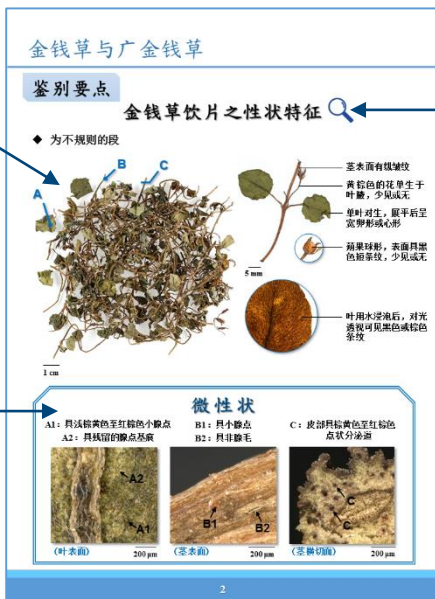 金钱草与广金钱草
鉴别要点
金钱草饮片之性状特征
◆ 为不规则的段
A
B
C
茎表面有纵皱纹
黄棕色的花单生于
叶腋，少见或无
单叶对生，展平后呈
宽卵形或心形
蒴果球形，表面具黑
色短条纹，少见或无
5 mm
叶用水浸泡后，对光
透视可见黑色或棕色
条纹
1 cm
微性状
A1：具浅棕黄色至红棕色小腺点
A2：具残留的腺点基痕
B1：具小腺点
B2：具非腺毛
C：皮部具棕黄色至红棕色
点状分泌道
A2
A1
(叶表面)
200 μm
B1
B2
(茎表面)
200 μm
C
C
(茎横切面)
200 μm
2